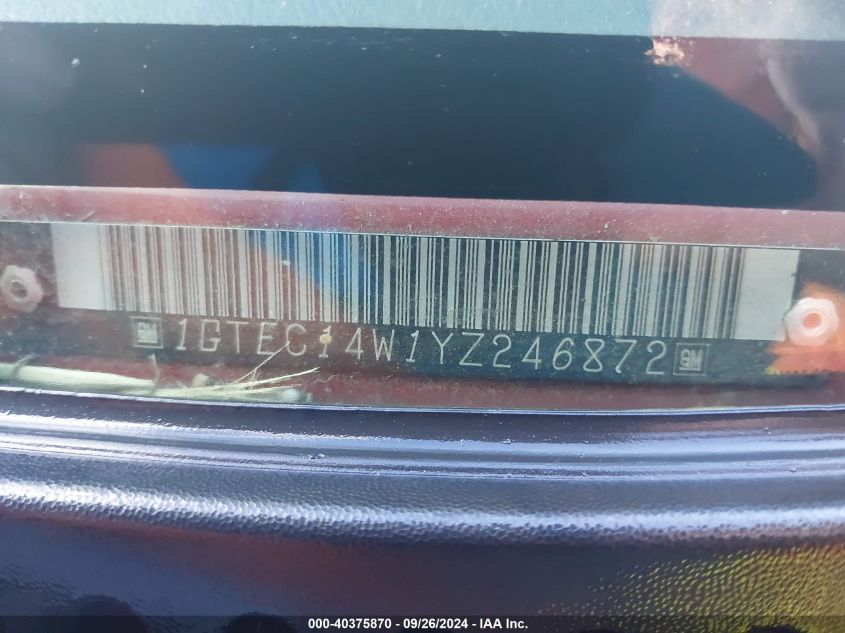 GM 1GTEC14W1YZ246872 GM
000-40375870 - 09/26/2024 - IAA Inc.